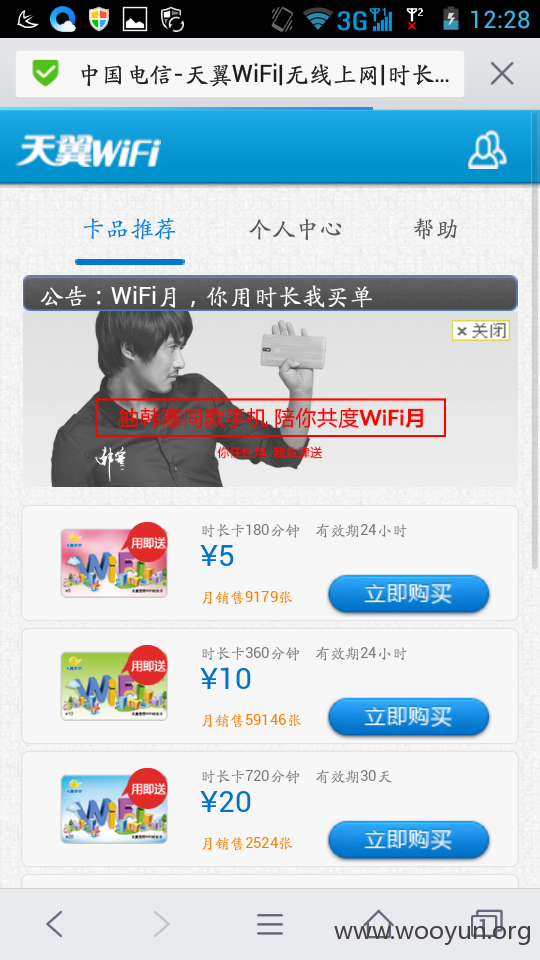 3G
1
2
12:28
中国电信-天翼WiFi|无线上网|时长...
天翼WiFi
卡品推荐 个人中心 帮助
公告：WiFi月，你用时长我买单
× 关闭
抽韩寒同款手机 陪你共度WiFi月
韩寒
WiFi
用即送
¥5
时长卡180分钟 有效期24小时
¥5
月销售9179张
立即购买
WiFi
用即送
¥10
时长卡360分钟 有效期24小时
¥10
月销售59146张
立即购买
WiFi
用即送
¥20
时长卡720分钟 有效期30天
¥20
月销售2524张
立即购买
1
www.wooyun.org